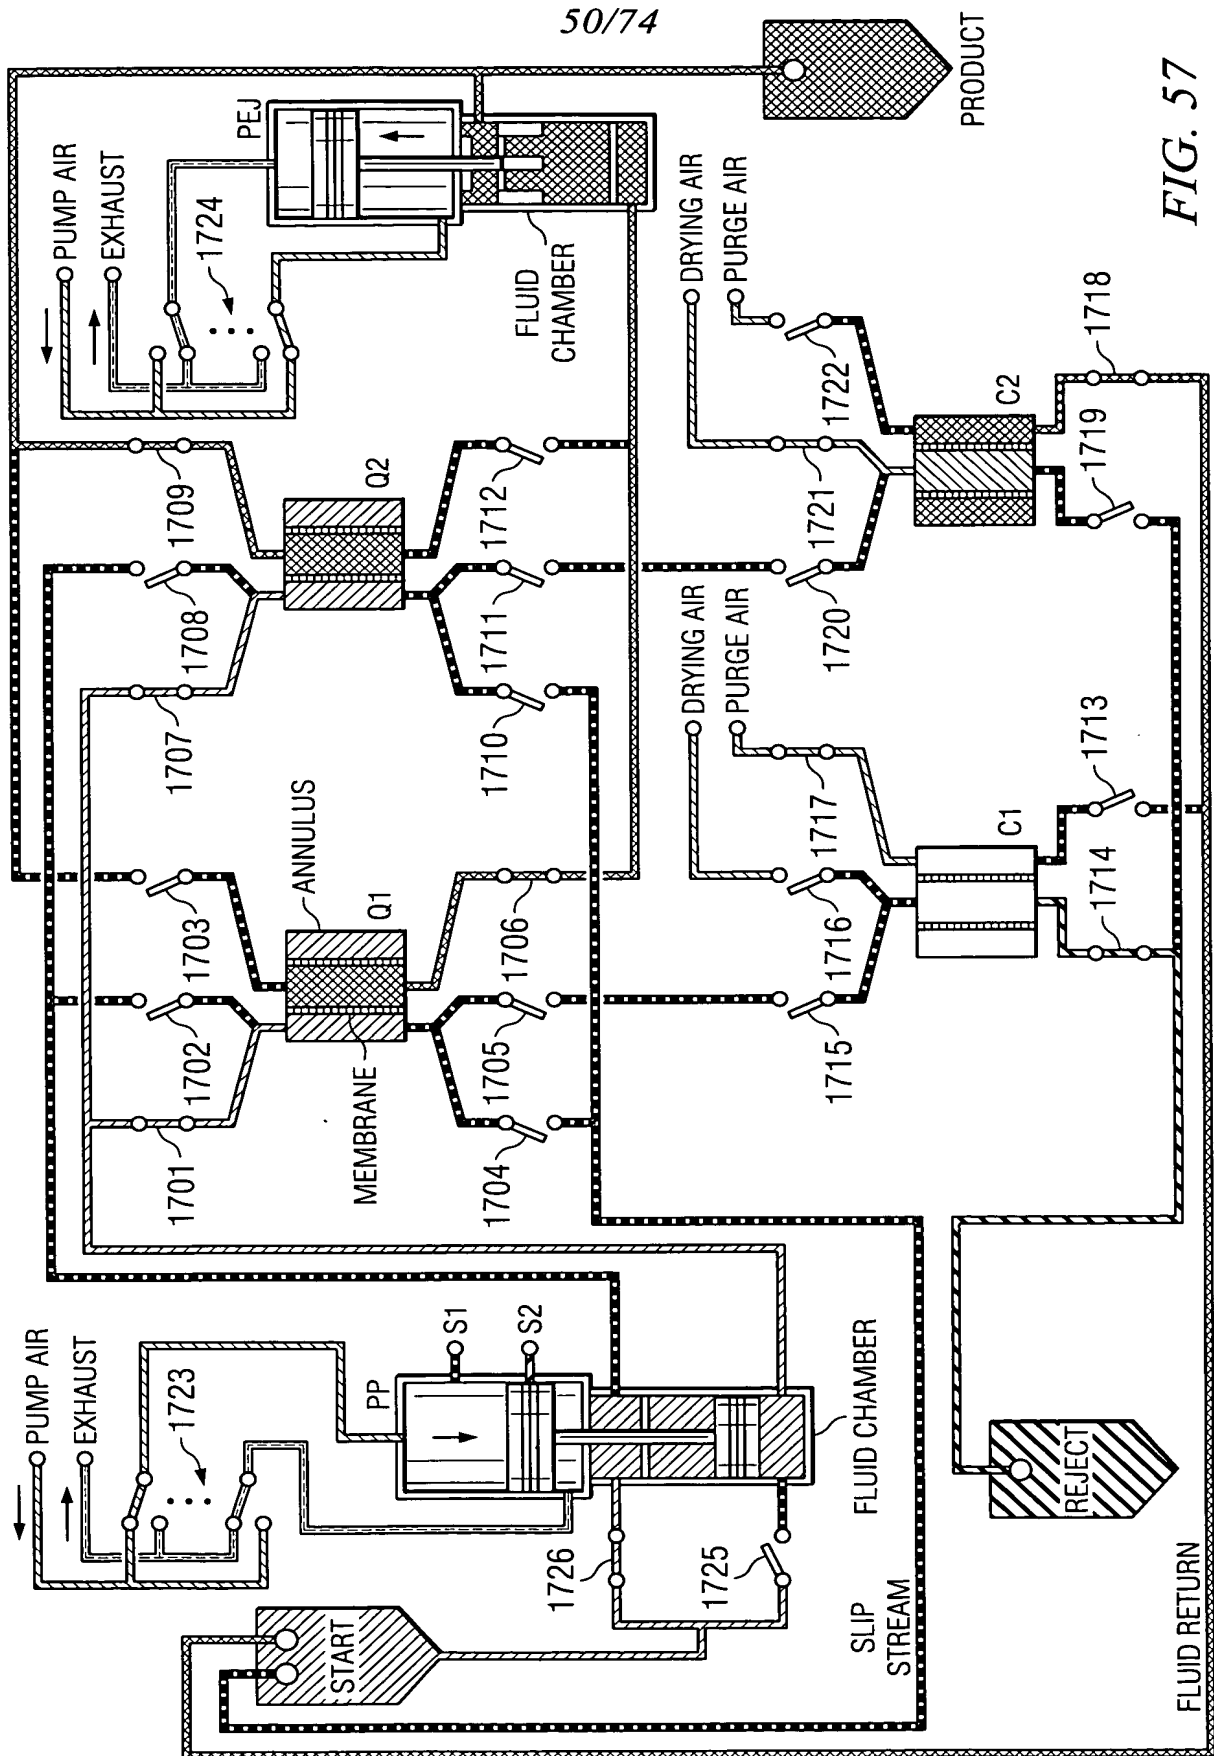 50/74
PUMP AIR
EXHAUST
1723
PP
S1
S2
START
1726
1725
FLUID CHAMBER
SLIP
STREAM
REJECT
FLUID RETURN
1701
1702
1703
ANNULUS
MEMBRANE
Q1
1704
1705
1706
1707
1708
1709
Q2
1710
1711
1712
PUMP AIR
EXHAUST
1724
PEJ
FLUID
CHAMBER
PRODUCT
DRYING AIR
PURGE AIR
1715
1716
1717
C1
1714
1713
DRYING AIR
PURGE AIR
1720
1721
1722
C2
1719
1718
FIG. 57